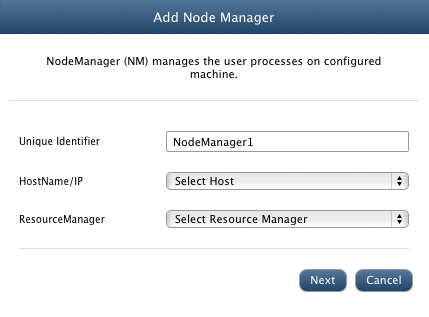 Add Node Manager
NodeManager (NM) manages the user processes on configured
machine.
Unique Identifier NodeManager1
HostName/IP Select Host
ResourceManager Select Resource Manager
Next Cancel